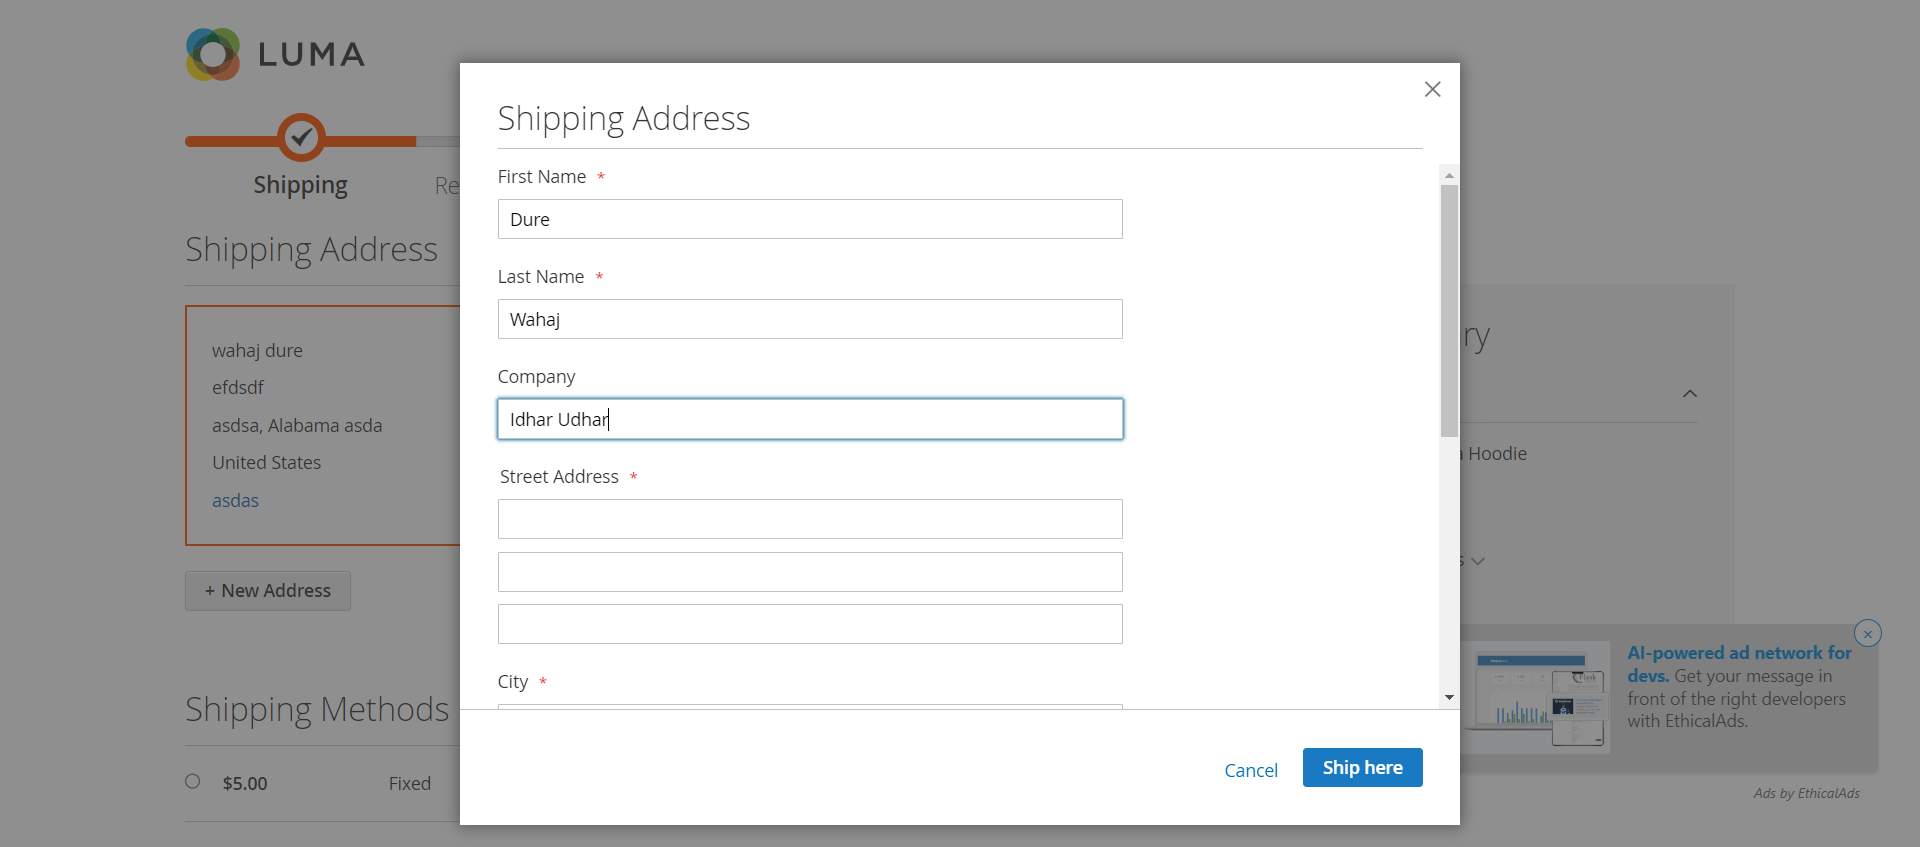 LUMA
Shipping
Re
Shipping Address
wahaj dure
efdsdf
asdsa, Alabama asda
United States
asdas
+ New Address
Shipping Methods
$5.00 Fixed
Shipping Address
First Name *
Dure
Last Name *
Wahaj
Company
Idhar Udhar
Street Address *
City *
Cancel
Ship here
ry
a Hoodie
s
AI-powered ad network for
devs. Get your message in
front of the right developers
with EthicalAds.
Ads by EthicalAds